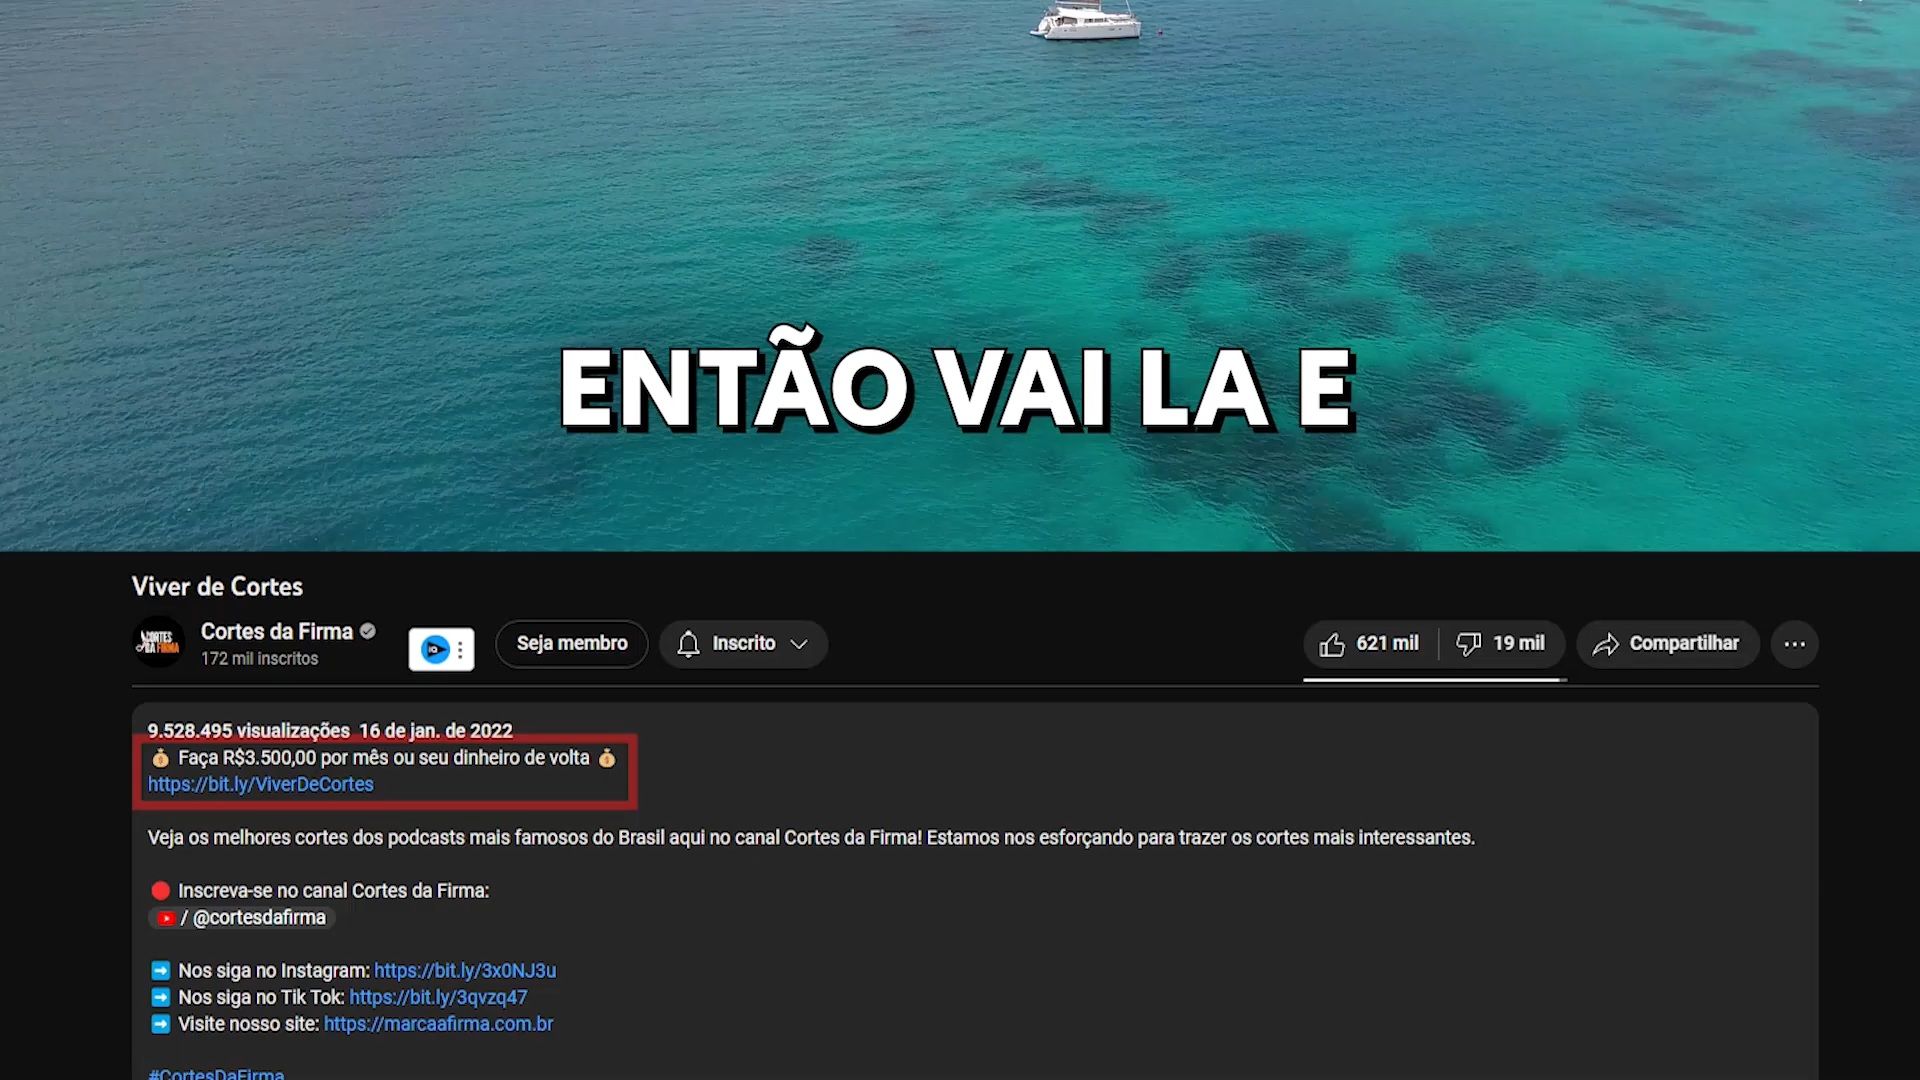 ENTÃO VAI LA E
Viver de Cortes
CORTES
DA FIRMA
Cortes da Firma
172 mil inscritos
Seja membro
Inscrito
621 mil
19 mil
Compartilhar
9.528.495 visualizações 16 de jan. de 2022
💰 Faça R$3.500,00 por mês ou seu dinheiro de volta 💰
https://bit.ly/ViverDeCortes
Veja os melhores cortes dos podcasts mais famosos do Brasil aqui no canal Cortes da Firma! Estamos nos esforçando para trazer os cortes mais interessantes.
🔴 Inscreva-se no canal Cortes da Firma:
/ @cortesdafirma
➡️ Nos siga no Instagram: https://bit.ly/3x0NJ3u
➡️ Nos siga no Tik Tok: https://bit.ly/3qvzq47
➡️ Visite nosso site: https://marcaafirma.com.br
#CortesDaFirma